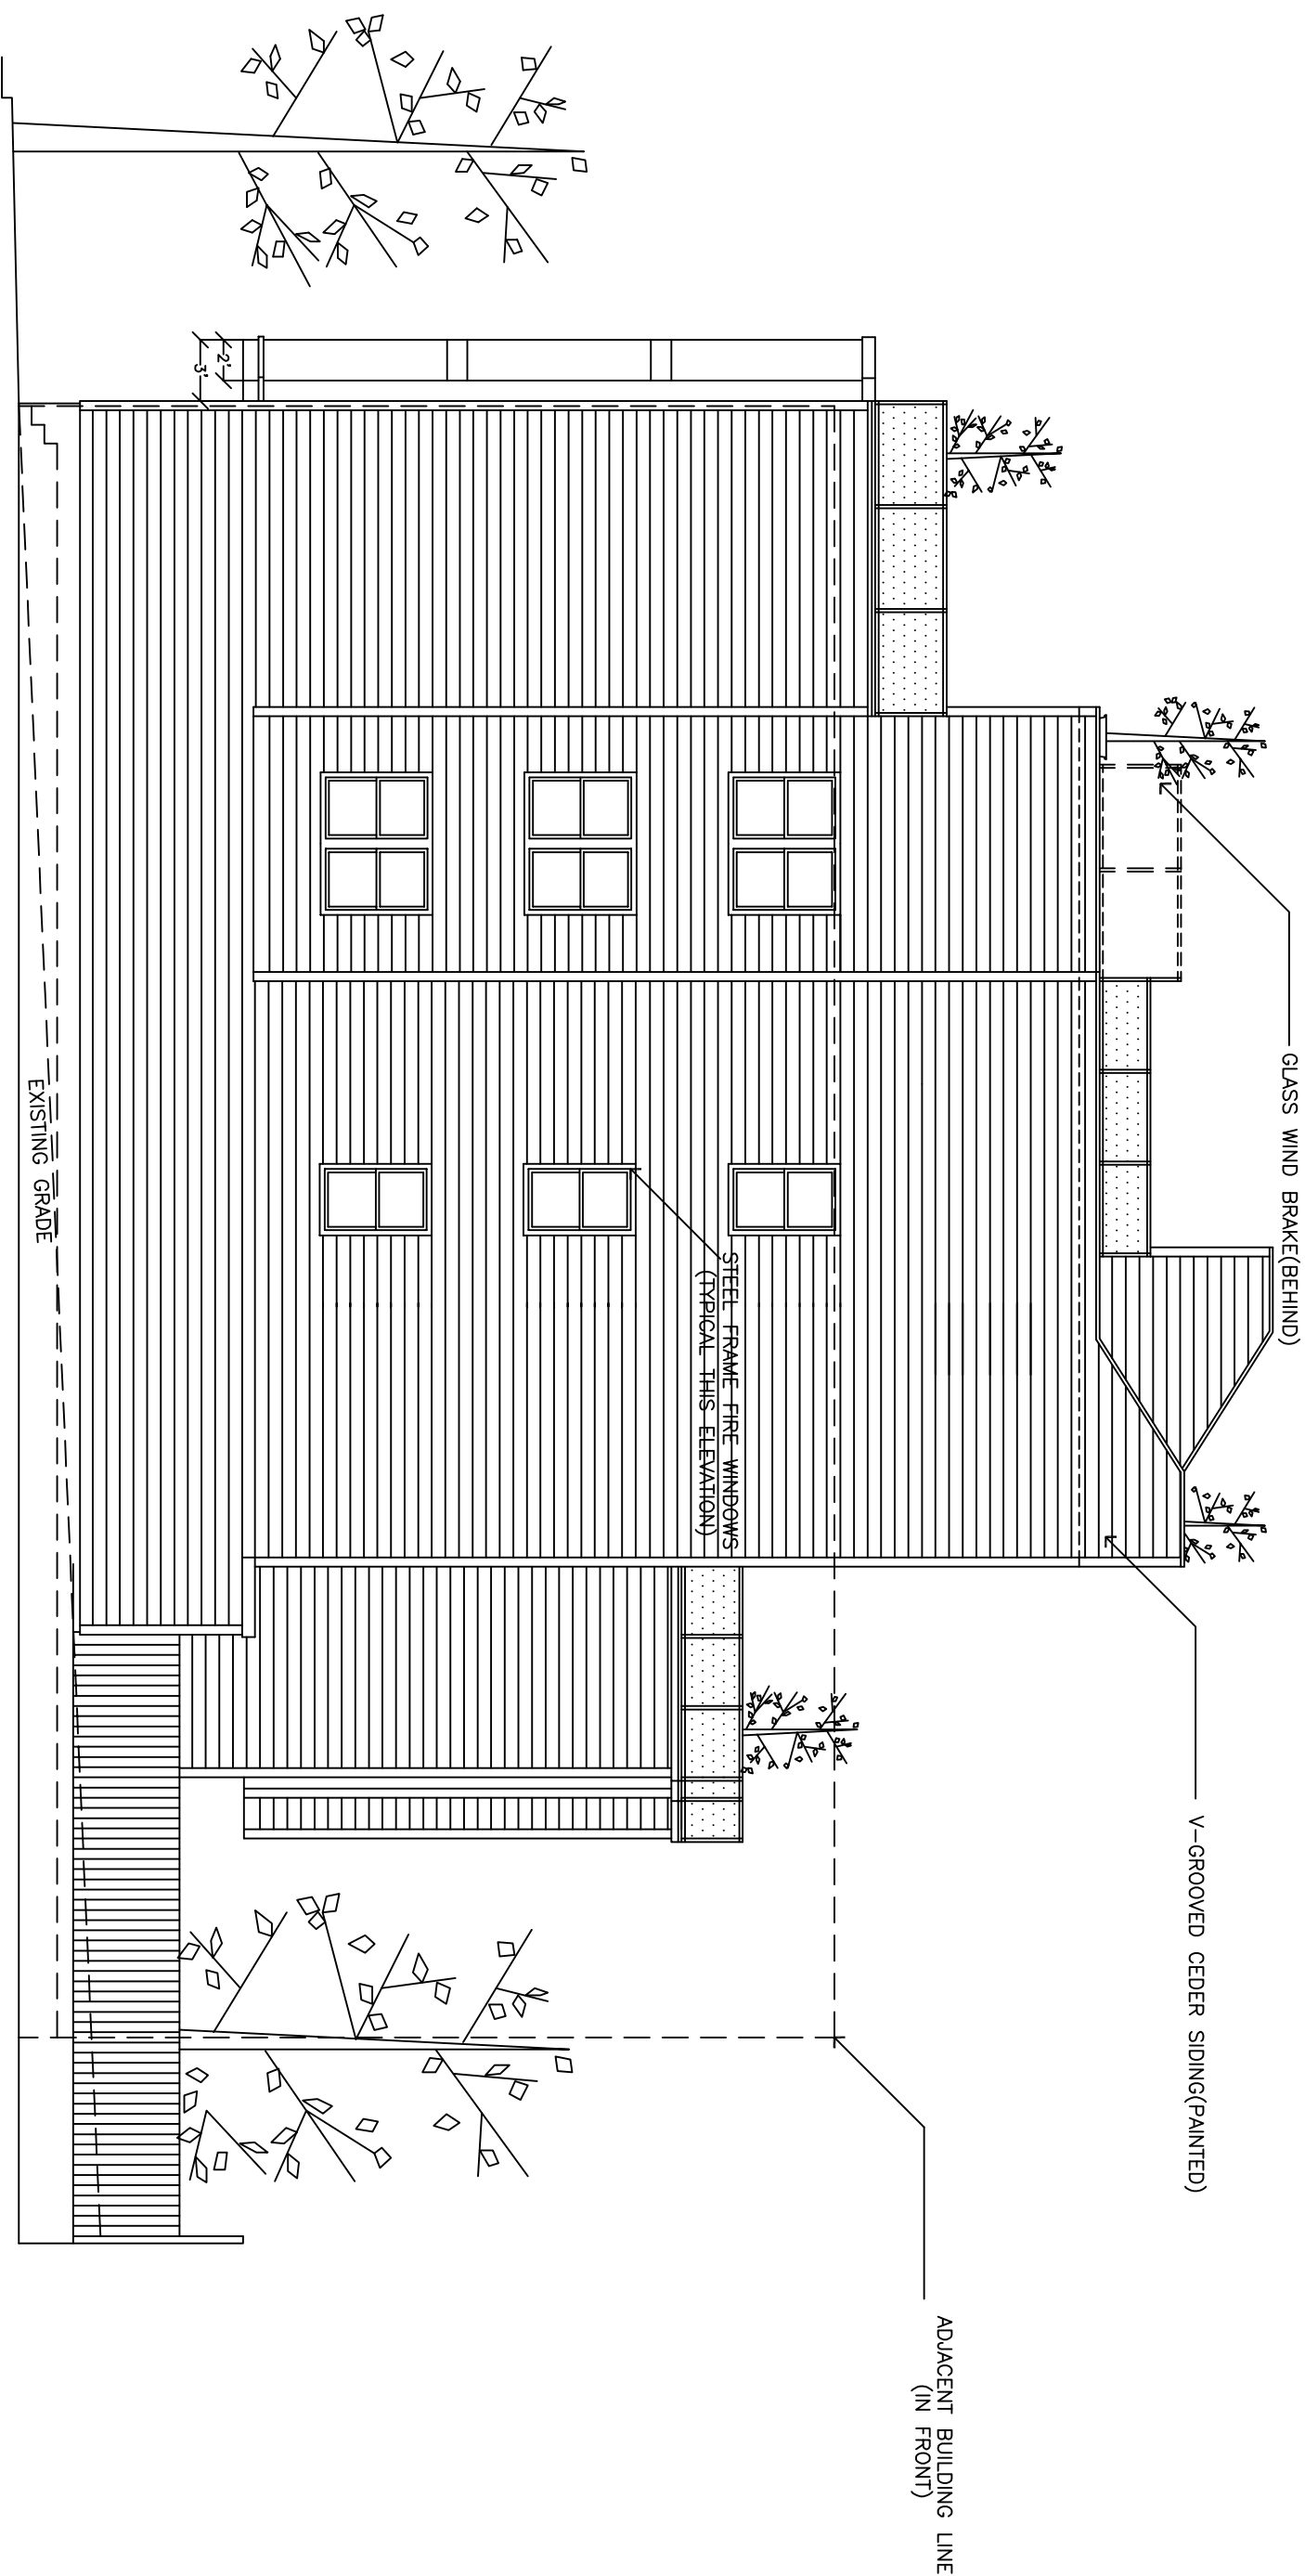 GLASS WIND BRAKE(BEHIND)
V-GROOVED CEDER SIDING(PAINTED)
ADJACENT BUILDING LINE
(IN FRONT)
STEEL FRAME FIRE WINDOWS
(TYPICAL THIS ELEVATION)
2'
3'
EXISTING GRADE